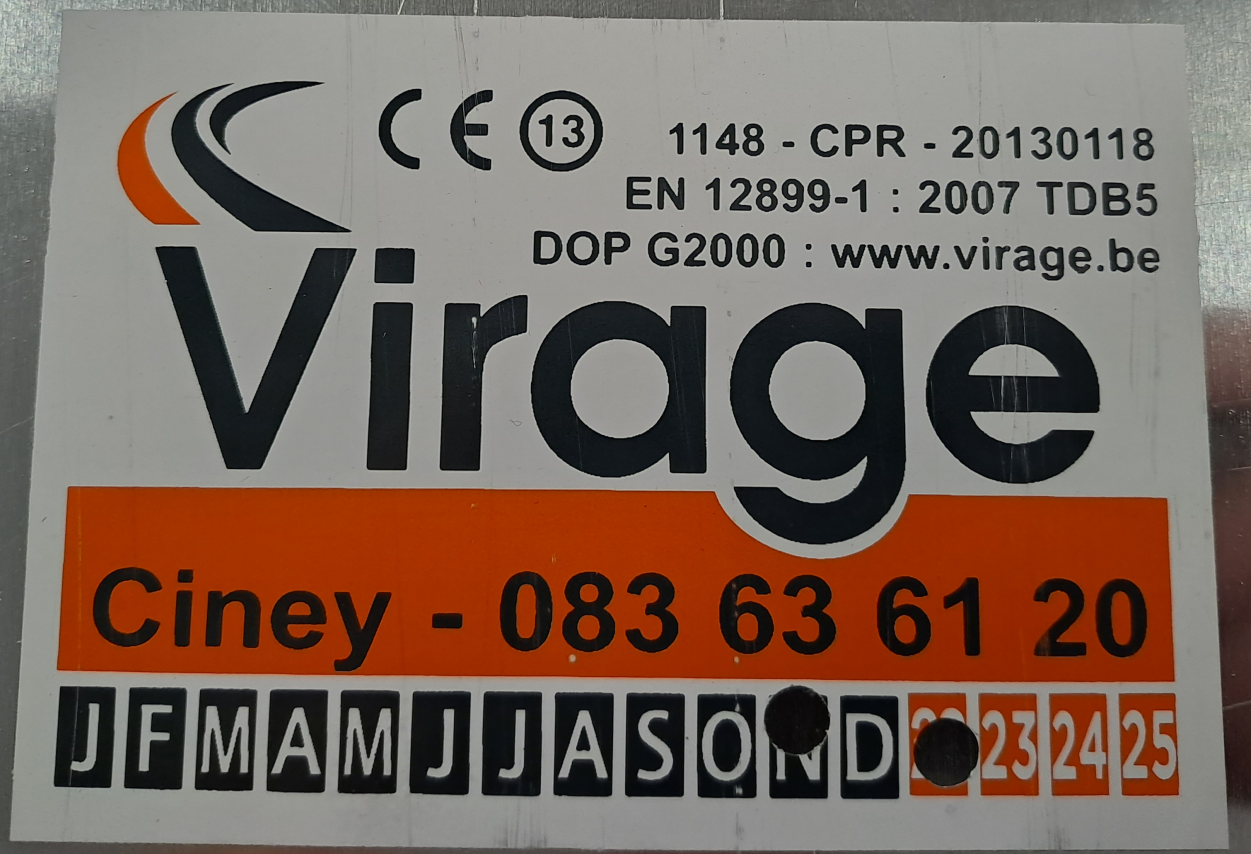 CE 13 1148 - CPR - 20130118
EN 12899-1 : 2007 TDB5
DOP G2000 : www.virage.be
Virage
Ciney - 083 63 61 20
J F M A M J J A S O N D 23 24 25